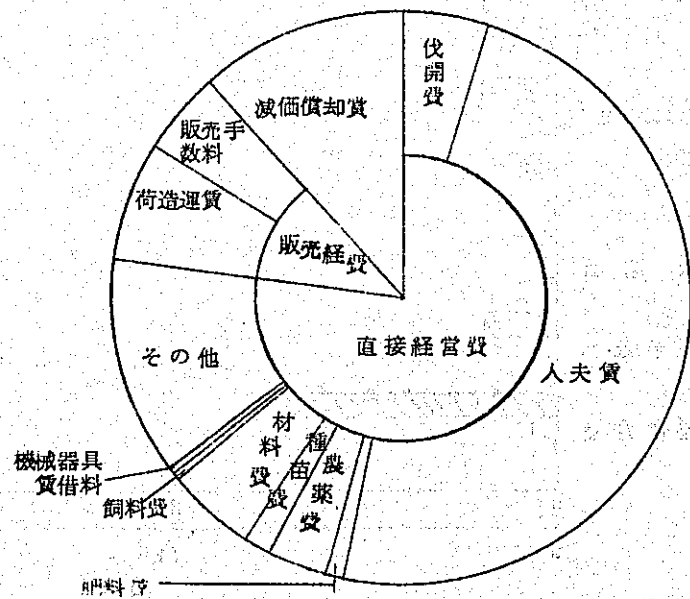 伐開費
減価償却費
販売手
数料
荷造運賃
販売経費
直接経営費
人夫賃
その他
材料費
種苗費
農薬費
機械器具
賃借料
飼料費
肥料費